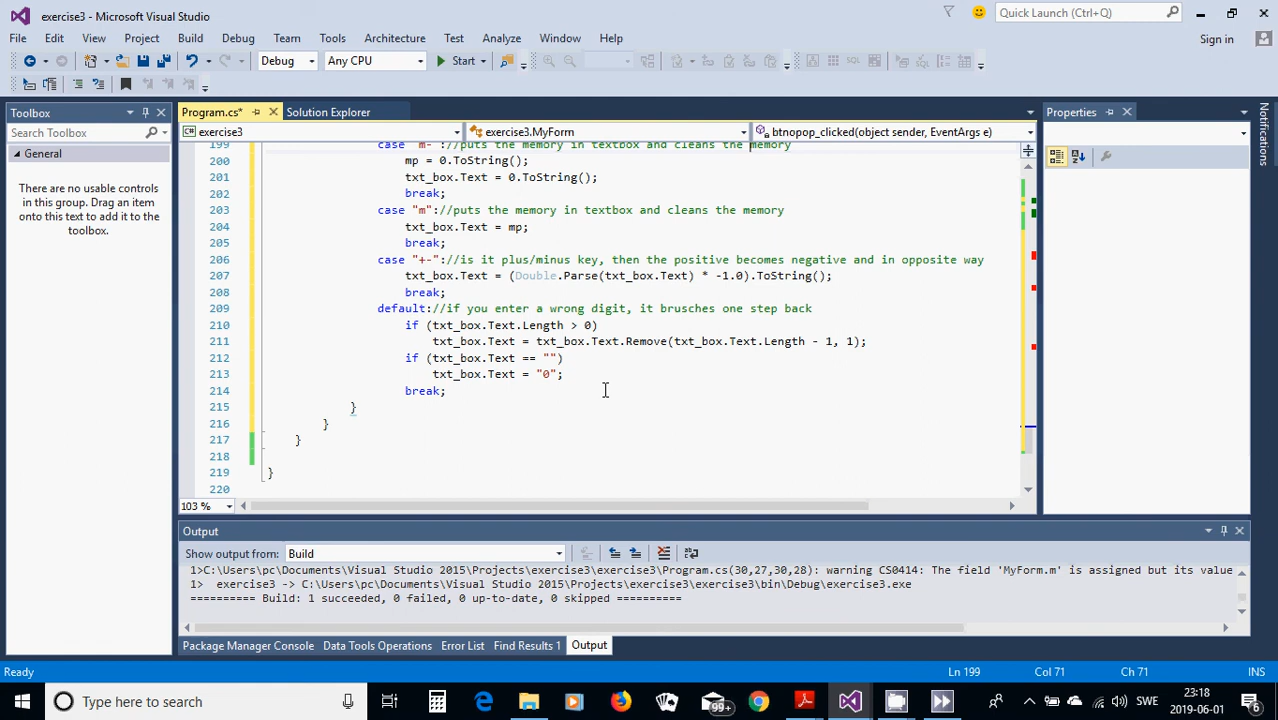 exercise3 - Microsoft Visual Studio
Quick Launch (Ctrl+Q)
File Edit View Project Build Debug Team Tools Architecture Test Analyze Window Help
Sign in
Debug Any CPU Start
Toolbox
Program.cs* Solution Explorer
Properties
Notifications
Search Toolbox
exercise3 exercise3.MyForm btnopop_clicked(object sender, EventArgs e)
General
There are no usable controls
in this group. Drag an item
onto this text to add it to the
toolbox.
199 case "m-"://puts the memory in textbox and cleans the memory
200 mp = 0.ToString();
201 txt_box.Text = 0.ToString();
202 break;
203 case "m"://puts the memory in textbox and cleans the memory
204 txt_box.Text = mp;
205 break;
206 case "+-"://is it plus/minus key, then the positive becomes negative and in opposite way
207 txt_box.Text = (Double.Parse(txt_box.Text) * -1.0).ToString();
208 break;
209 default://if you enter a wrong digit, it brusches one step back
210 if (txt_box.Text.Length > 0)
211 txt_box.Text = txt_box.Text.Remove(txt_box.Text.Length - 1, 1);
212 if (txt_box.Text == "")
213 txt_box.Text = "0";
214 break;
215 }
216 }
217 }
218
219 }
220
103 %
Output
Show output from: Build
1>C:\Users\pc\Documents\Visual Studio 2015\Projects\exercise3\exercise3\Program.cs(30,27,30,28): warning CS0414: The field 'MyForm.m' is assigned but its value
1> exercise3 -> C:\Users\pc\Documents\Visual Studio 2015\Projects\exercise3\exercise3\bin\Debug\exercise3.exe
========== Build: 1 succeeded, 0 failed, 0 up-to-date, 0 skipped ==========
Package Manager Console Data Tools Operations Error List Find Results 1 Output
Ready Ln 199 Col 71 Ch 71 INS
Type here to search
99+
SWE
23:18
2019-06-01
6